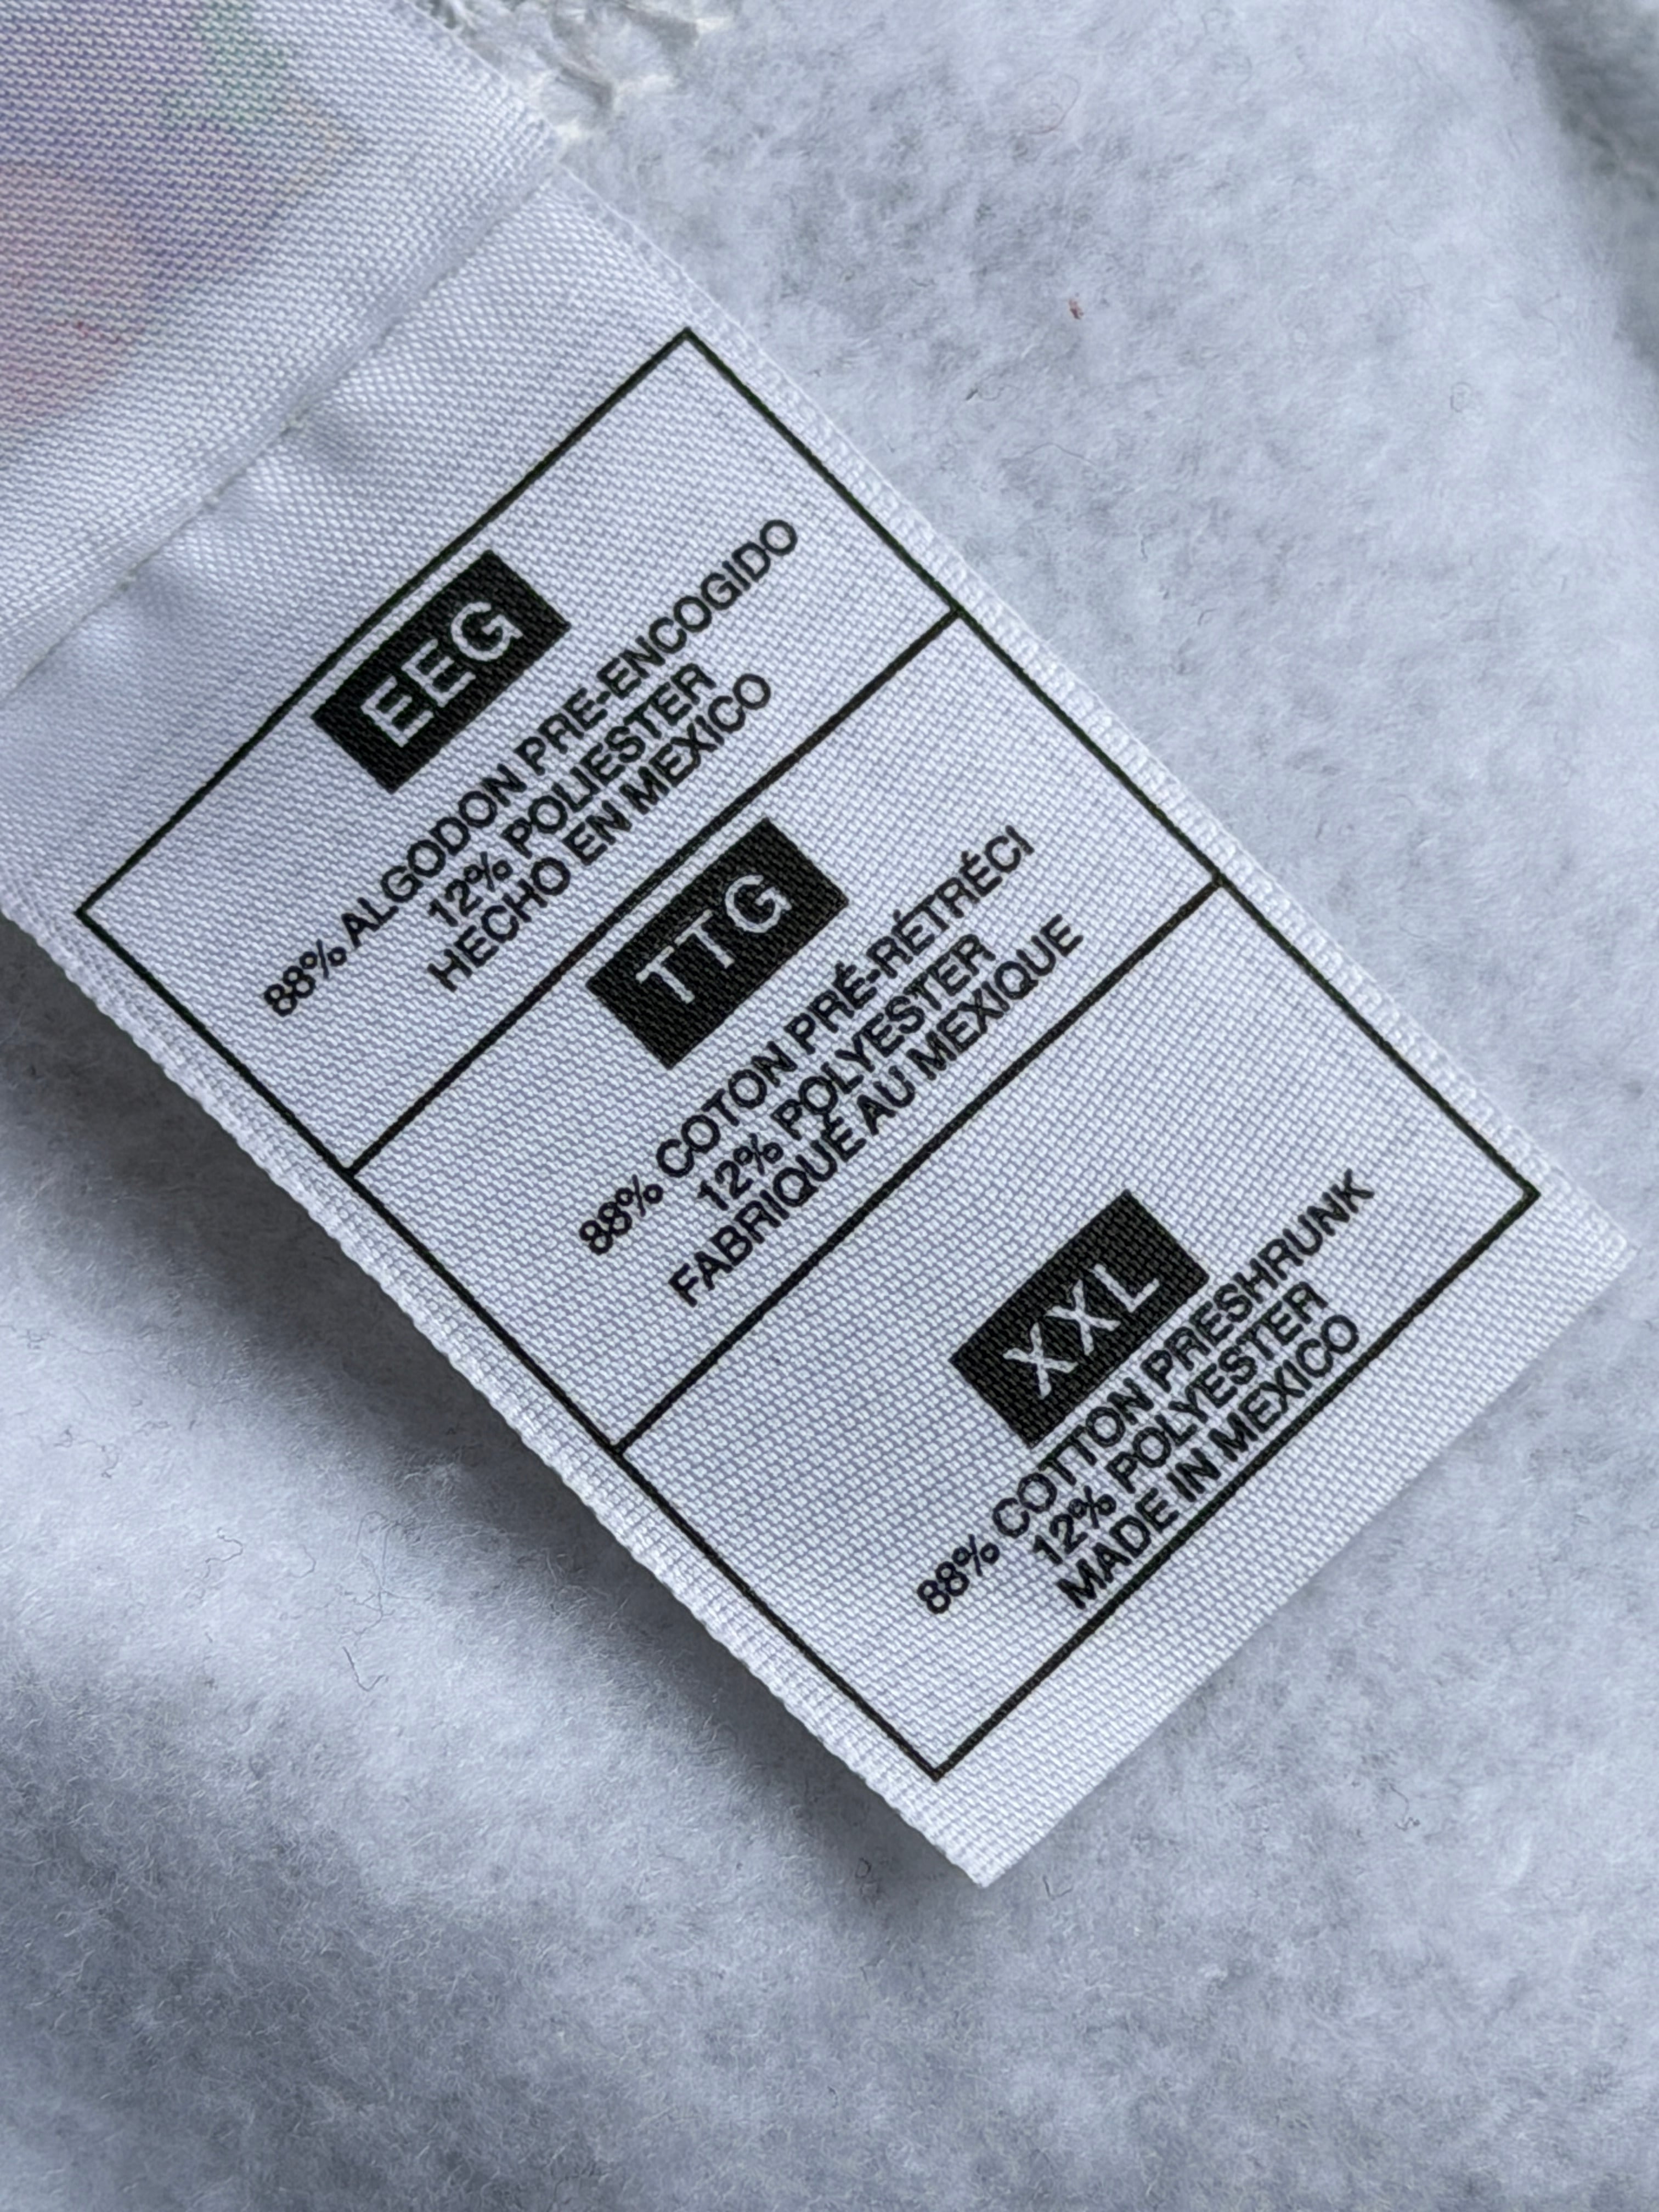 EEG
88% ALGODON PRE-ENCOGIDO
12% POLIESTER
HECHO EN MEXICO
TTG
88% COTON PRÉ-RÉTRÉCI
12% POLYESTER
FABRIQUÉ AU MEXIQUE
XXL
88% COTTON PRESHRUNK
12% POLYESTER
MADE IN MEXICO